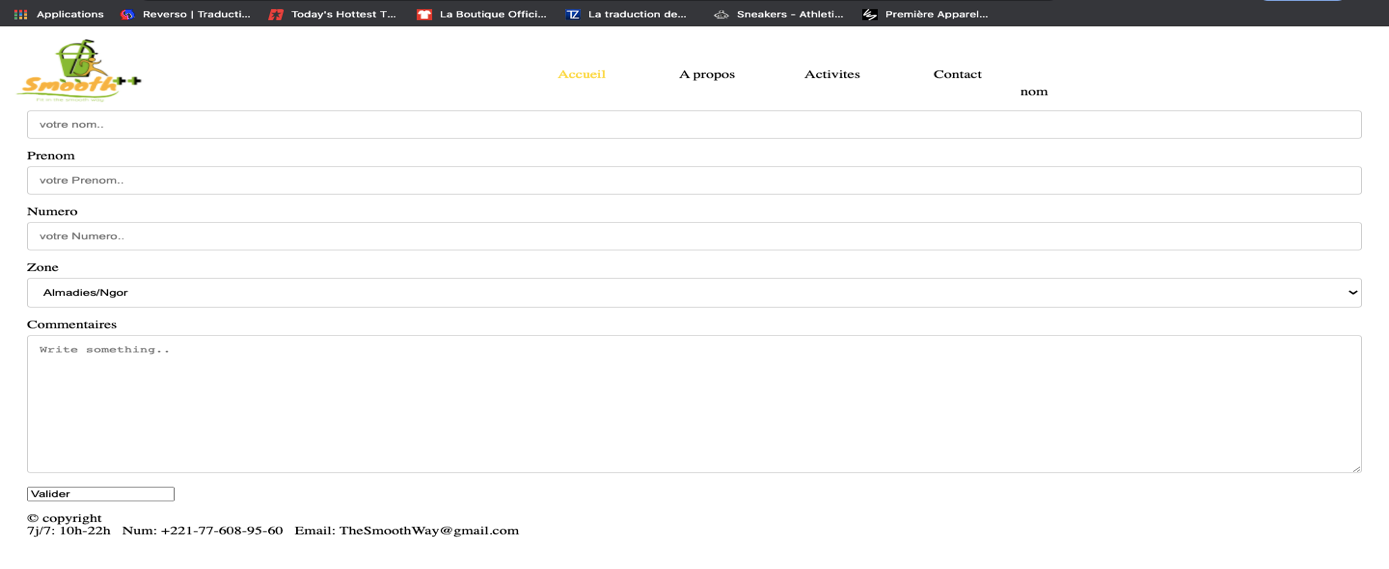 Applications Reverso | Traducti... Today's Hottest T... La Boutique Offici... TZ La traduction de... Sneakers - Athleti... Première Apparel...
Smooth++
Accueil A propos Activites Contact
nom
votre nom..
Prenom
votre Prenom..
Numero
votre Numero..
Zone
Almadies/Ngor
Commentaires
Write something..
Valider
© copyright
7j/7: 10h-22h Num: +221-77-608-95-60 Email: TheSmoothWay@gmail.com